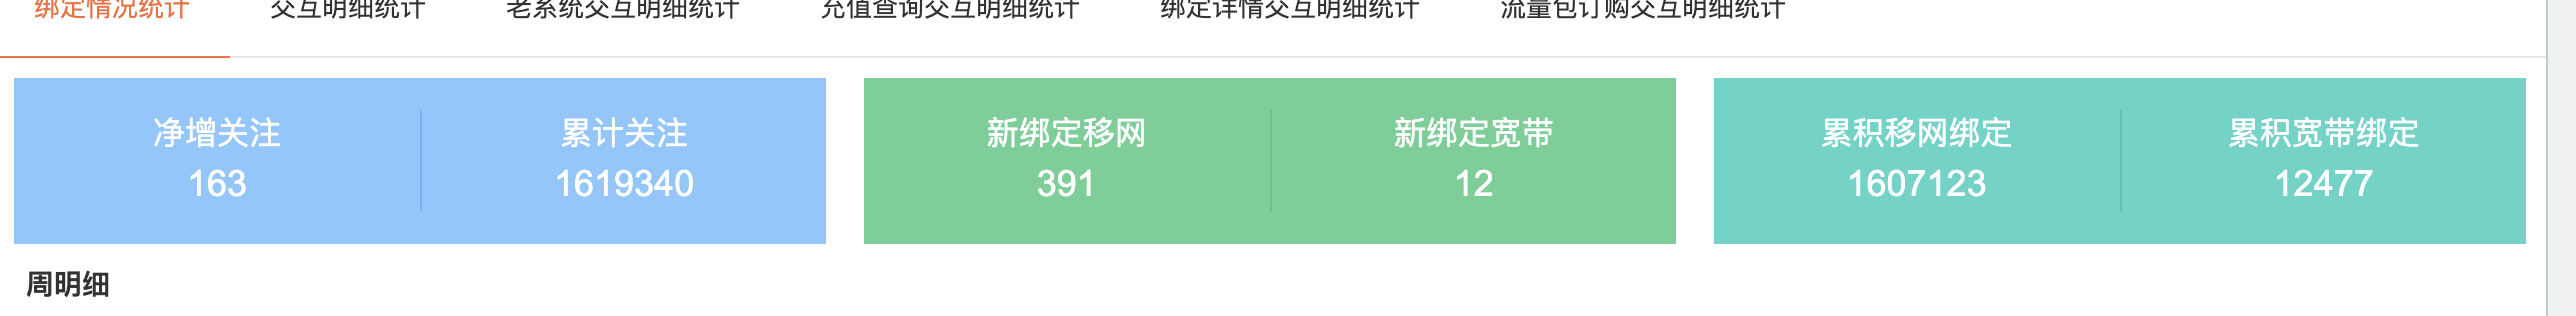 绑定情况统计 交互明细统计 老系统交互明细统计 充值查询交互明细统计 绑定详情交互明细统计 流量包订购交互明细统计
净增关注 累计关注 新绑定移网 新绑定宽带 累积移网绑定 累积宽带绑定
163 1619340 391 12 1607123 12477
周明细